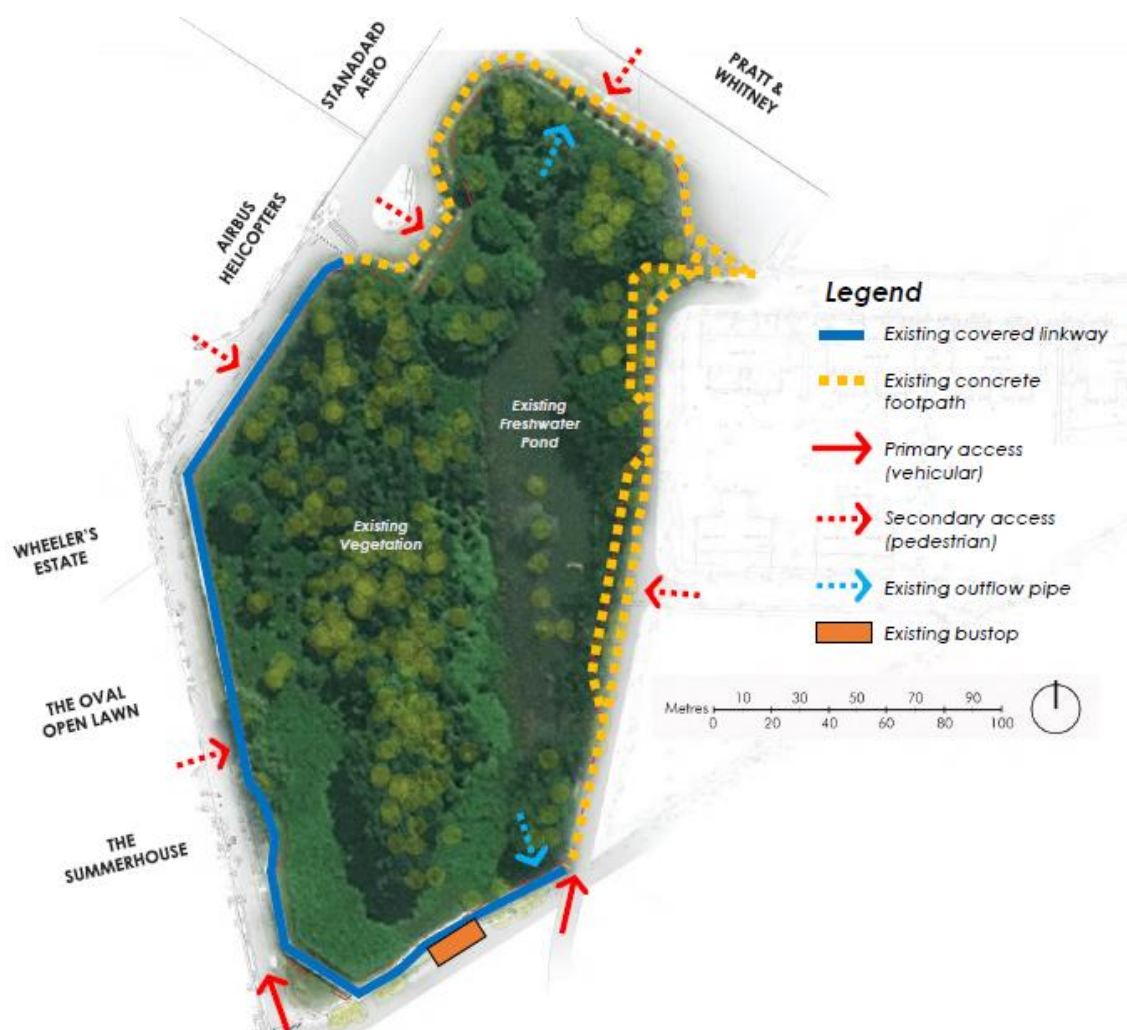 STANADARD
AERO
PRATT &
WHITNEY
AIRBUS
HELICOPTERS
WHEELER'S
ESTATE
THE OVAL
OPEN LAWN
THE
SUMMERHOUSE
Existing
Freshwater
Pond
Existing
Vegetation
Legend
Existing covered linkway
Existing concrete
footpath
Primary access
(vehicular)
Secondary access
(pedestrian)
Existing outflow pipe
Existing bustop
10 30 50 70 90
Metres
0 20 40 60 80 100